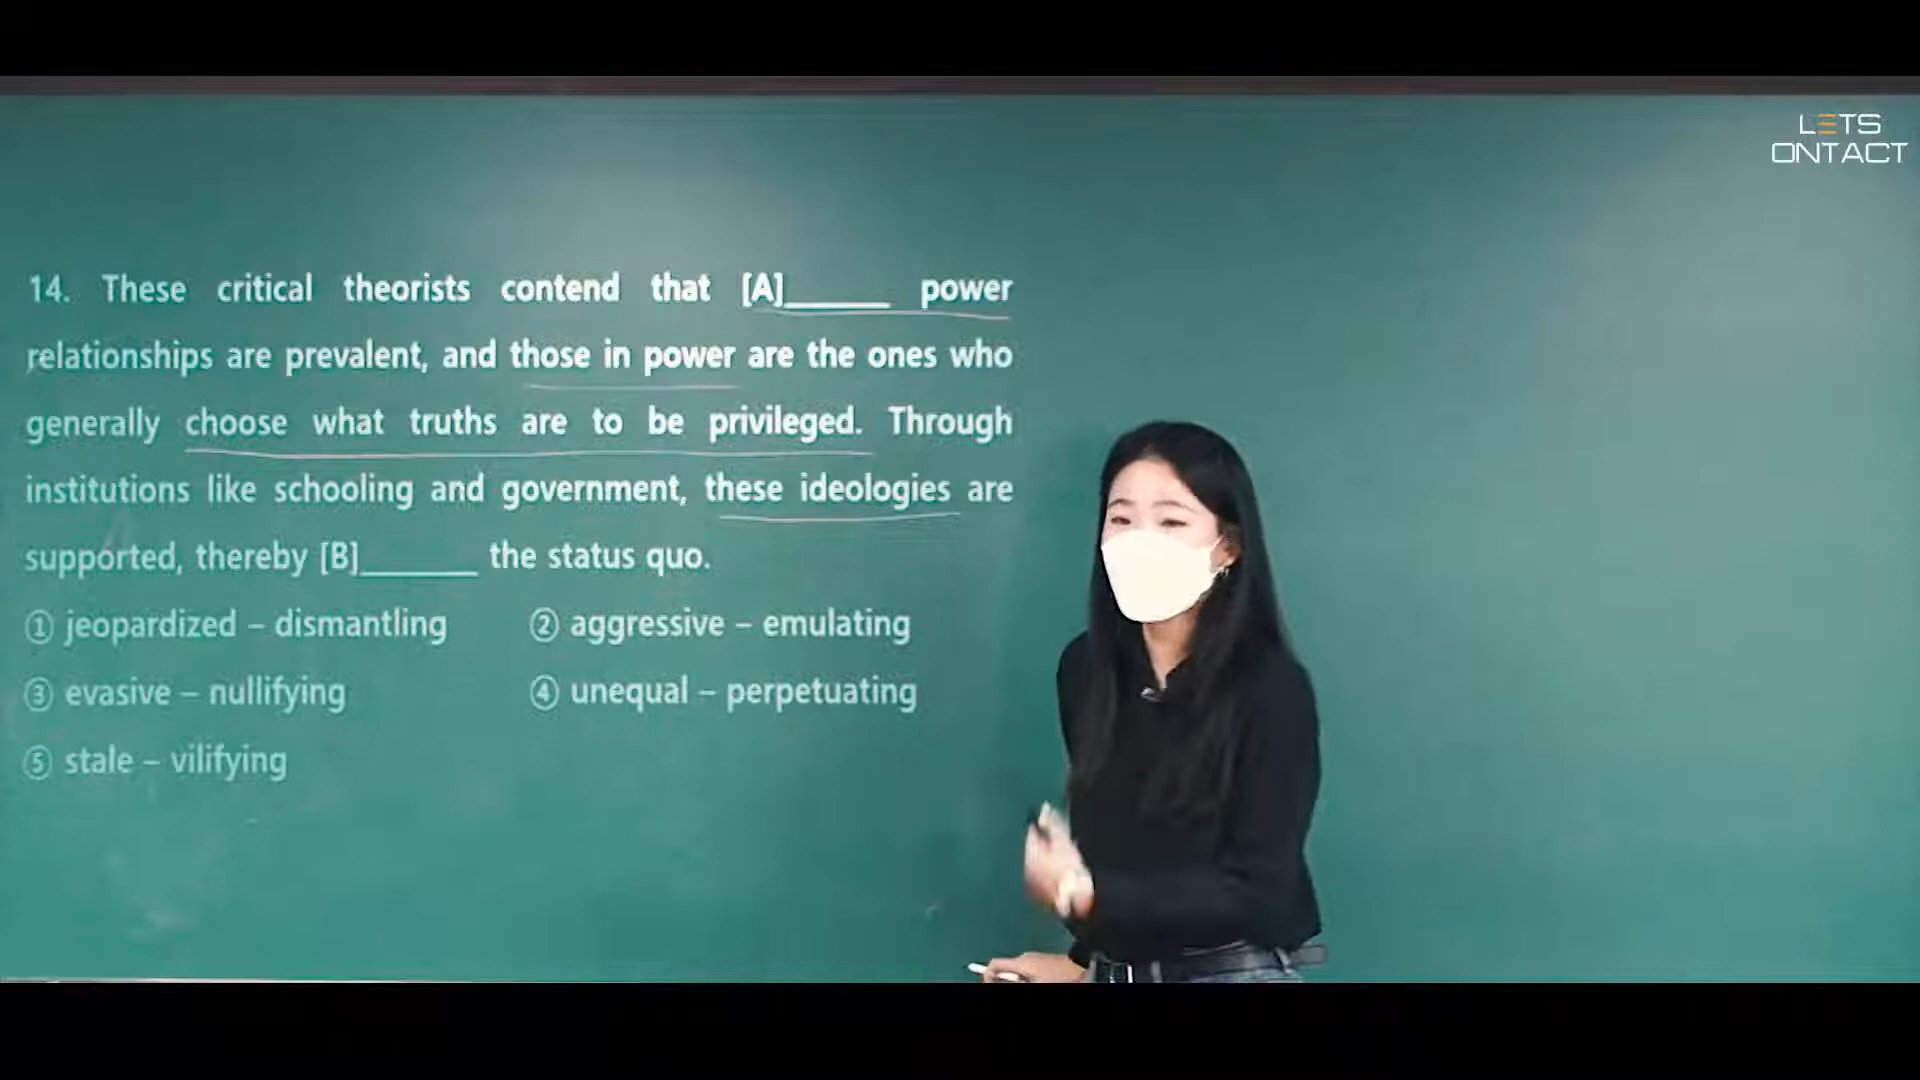 LETS
ONTACT
14. These critical theorists contend that [A]______ power
relationships are prevalent, and those in power are the ones who
generally choose what truths are to be privileged. Through
institutions like schooling and government, these ideologies are
supported, thereby [B]_______ the status quo.
① jeopardized – dismantling ② aggressive – emulating
③ evasive – nullifying ④ unequal – perpetuating
⑤ stale – vilifying